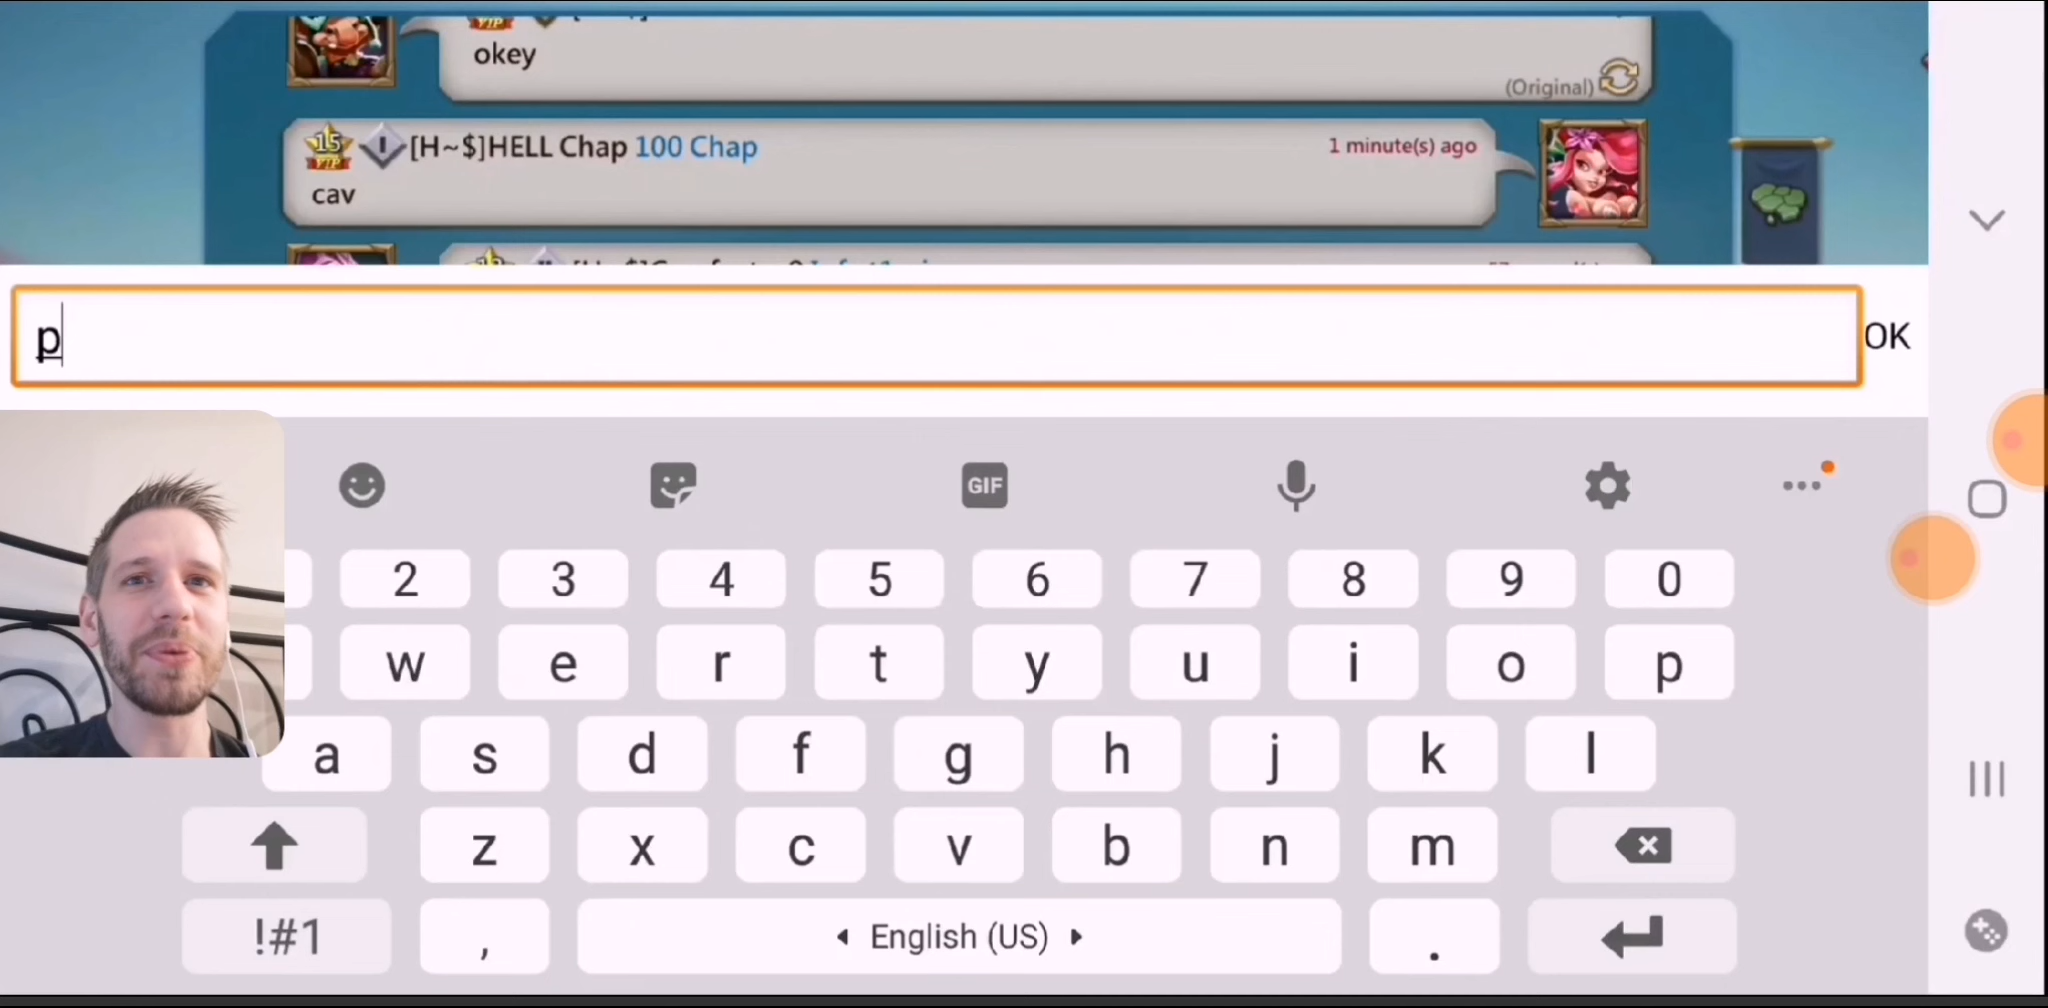 okey
(Original)
15 VIP [H~$]HELL Chap 100 Chap 1 minute(s) ago
cav
p OK
GIF
2 3 4 5 6 7 8 9 0
w e r t y u i o p
a s d f g h j k l
z x c v b n m
!#1 , English (US) .